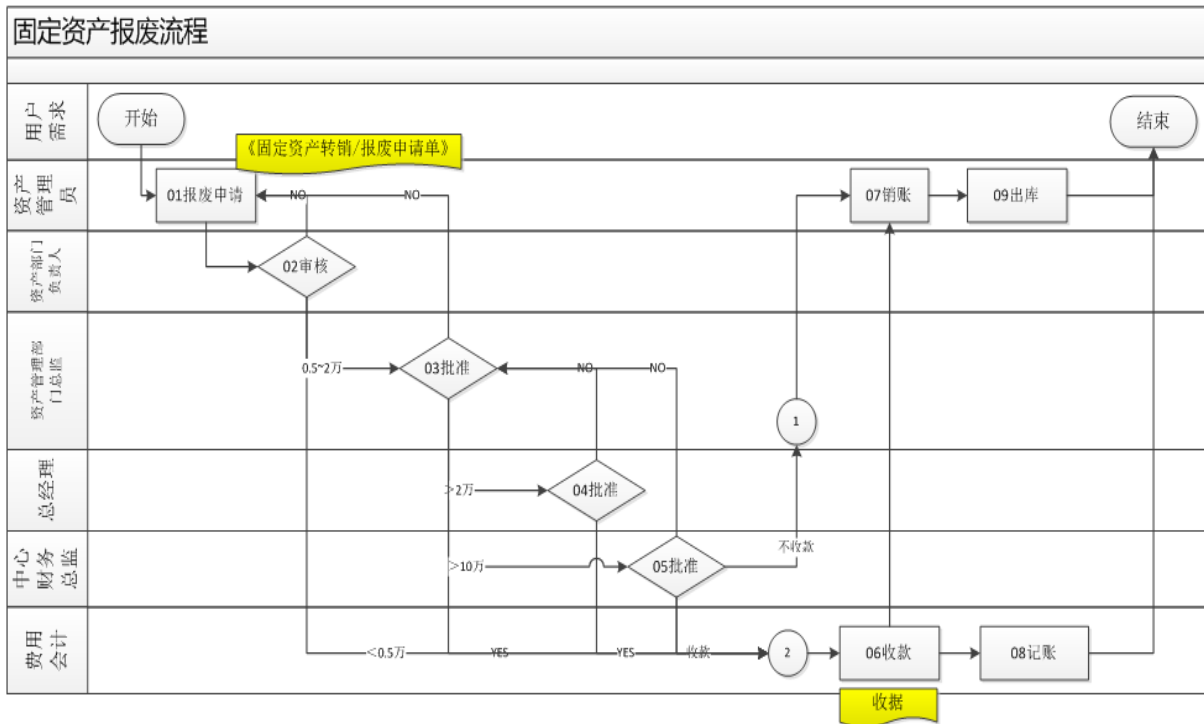 固定资产报废流程
用户
需求
开始
结束
《固定资产转销/报废申请单》
资产
管理
员
01报废申请
NO
NO
07销账
09出库
资产部门
负责人
02审核
资产管理部
门总监
0.5~2万
03批准
NO
NO
1
总经理
>2万
04批准
中心
财务
总监
>10万
05批准
不收款
费用
会计
<0.5万
YES
YES
收款
2
06收款
08记账
收据